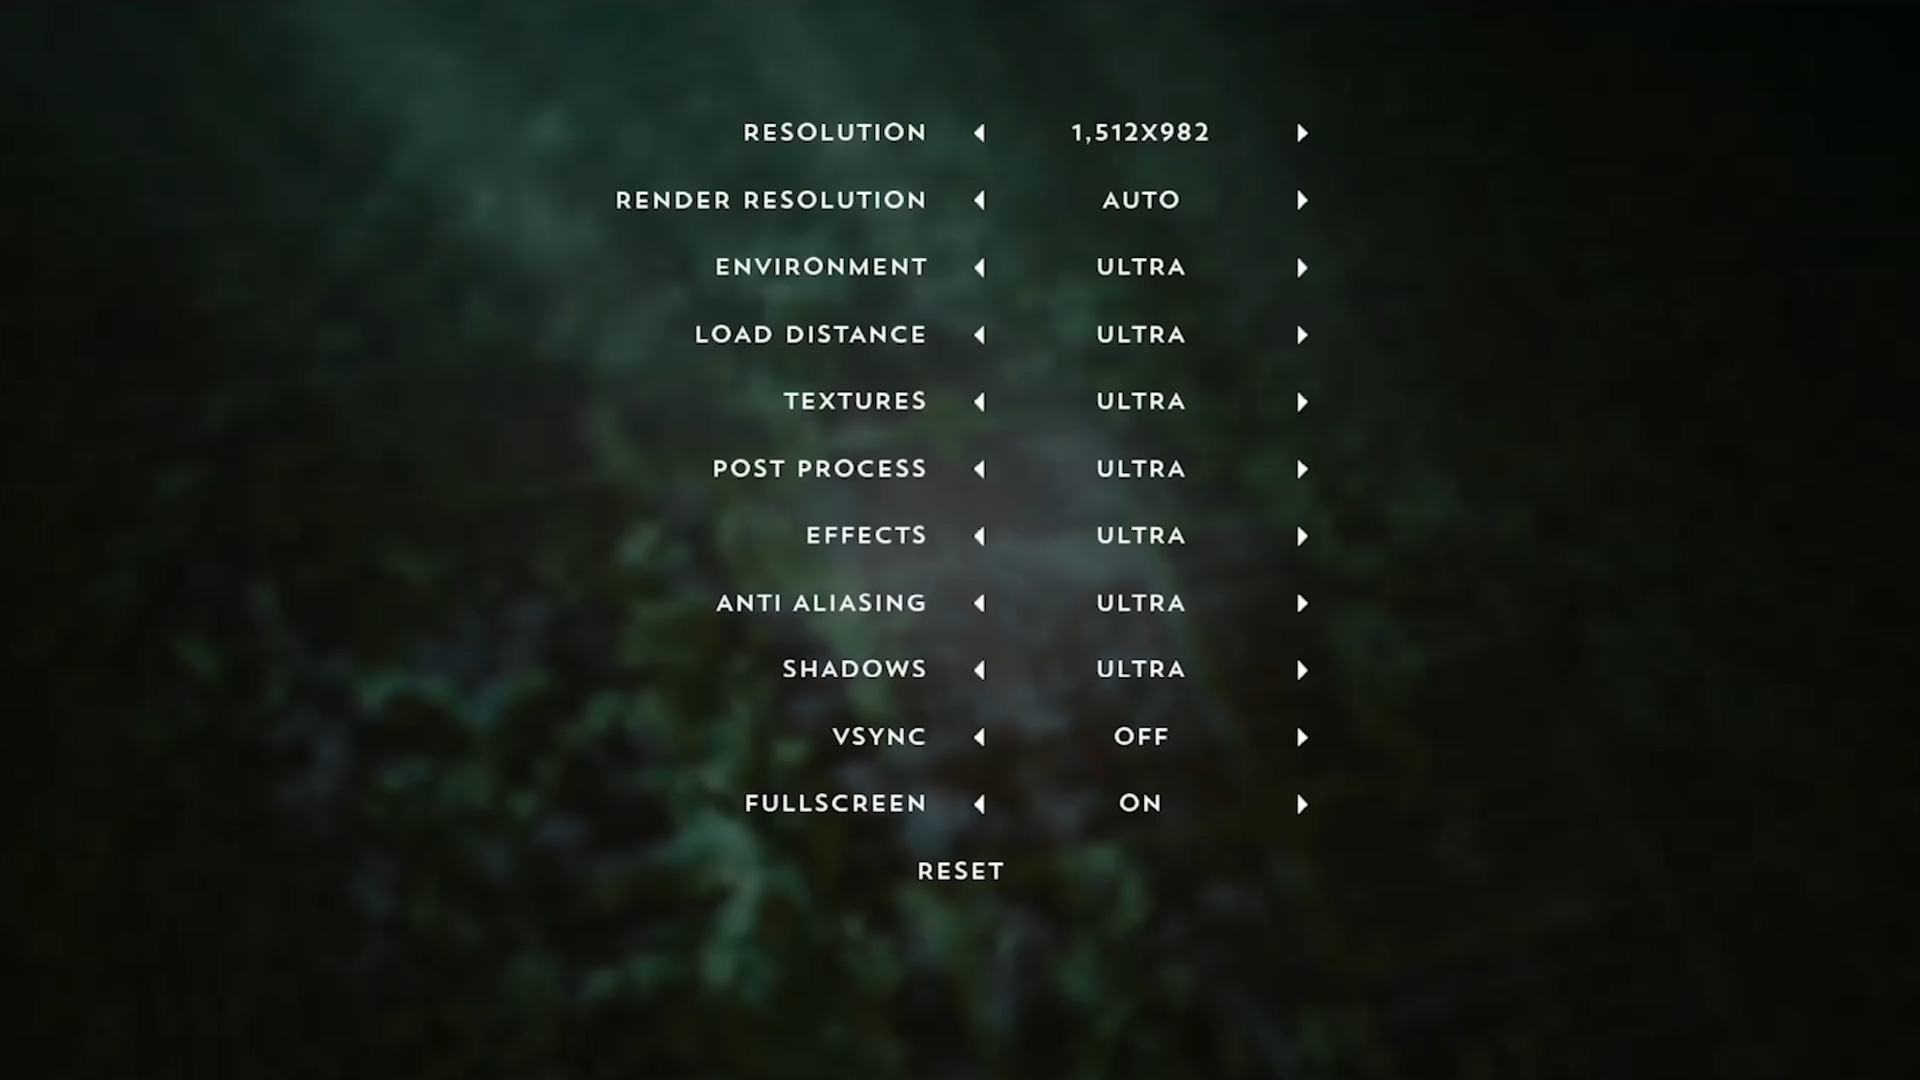 RESOLUTION 1,512X982
RENDER RESOLUTION AUTO
ENVIRONMENT ULTRA
LOAD DISTANCE ULTRA
TEXTURES ULTRA
POST PROCESS ULTRA
EFFECTS ULTRA
ANTI ALIASING ULTRA
SHADOWS ULTRA
VSYNC OFF
FULLSCREEN ON
RESET